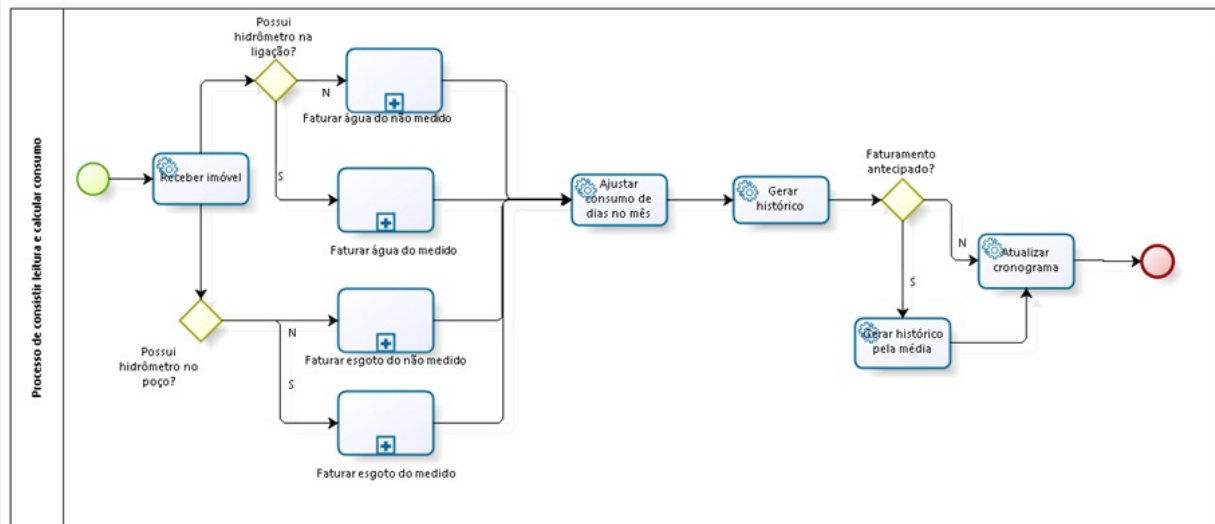 Processo de consistir leitura e calcular consumo
Possui
hidrômetro na
ligação?
N
S
Faturar água do não medido
Receber imóvel
Faturar água do medido
Possui
hidrômetro no
poço?
N
S
Faturar esgoto do não medido
Faturar esgoto do medido
Ajustar
consumo de
dias no mês
Gerar
histórico
Faturamento
antecipado?
N
S
Atualizar
cronograma
Gerar histórico
pela média